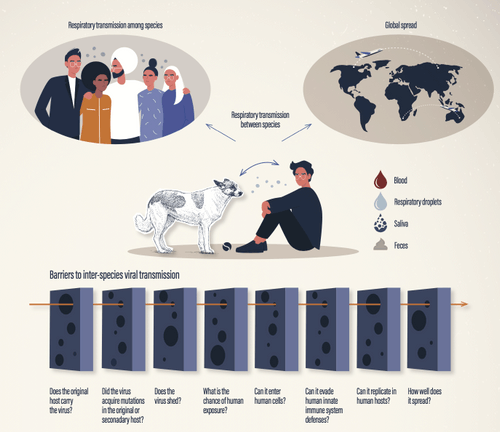 Respiratory transmission among species
Global spread
Respiratory transmission
between species
Blood
Respiratory droplets
Saliva
Feces
Barriers to inter-species viral transmission
Does the original
host carry
the virus?
Did the virus
acquire mutations
in the original or
seconadary host?
Does the
virus shed?
What is the
chance of human
exposure?
Can it enter
human cells?
Can it evade
human innate
immune system
defenses?
Can it replicate in
human hosts?
How well does
it spread?